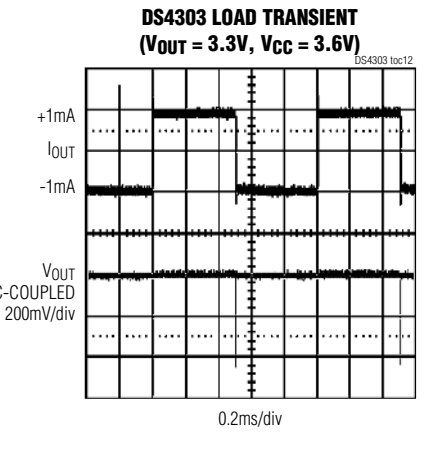 DS4303 LOAD TRANSIENT
(VOUT = 3.3V, VCC = 3.6V)
DS4303 toc12
+1mA
IOUT
-1mA
VOUT
C-COUPLED
200mV/div
0.2ms/div